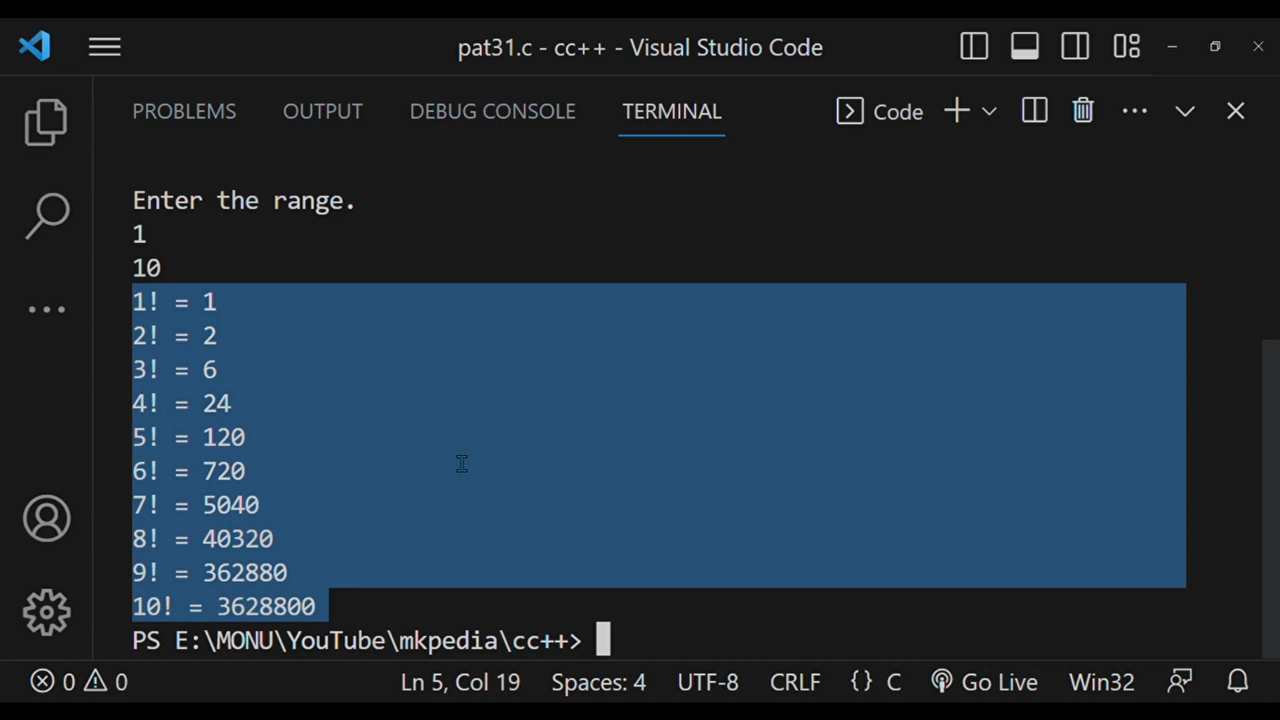 pat31.c - cc++ - Visual Studio Code
PROBLEMS OUTPUT DEBUG CONSOLE TERMINAL Code
Enter the range.
1
10
1! = 1
2! = 2
3! = 6
4! = 24
5! = 120
6! = 720
7! = 5040
8! = 40320
9! = 362880
10! = 3628800
PS E:\MONU\YouTube\mkpedia\cc++>
0 0 Ln 5, Col 19 Spaces: 4 UTF-8 CRLF {} C Go Live Win32